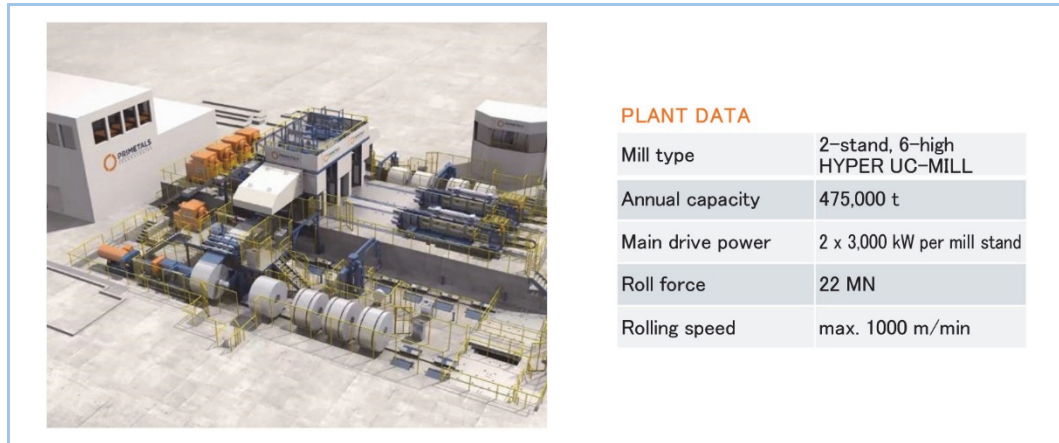 PRIMETALS
PRIMETALS
PLANT DATA
Mill type
2-stand, 6-high
HYPER UC-MILL
Annual capacity
475,000 t
Main drive power
2 x 3,000 kW per mill stand
Roll force
22 MN
Rolling speed
max. 1000 m/min